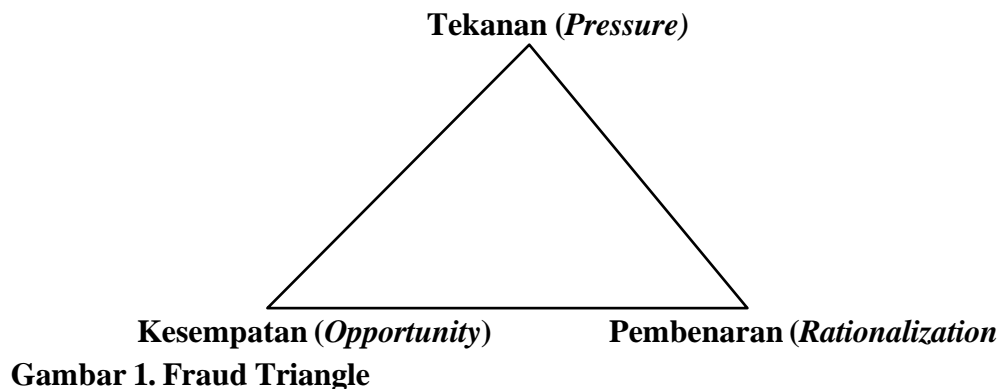 Tekanan (Pressure)
Kesempatan (Opportunity) Pembenaran (Rationalization
Gambar 1. Fraud Triangle